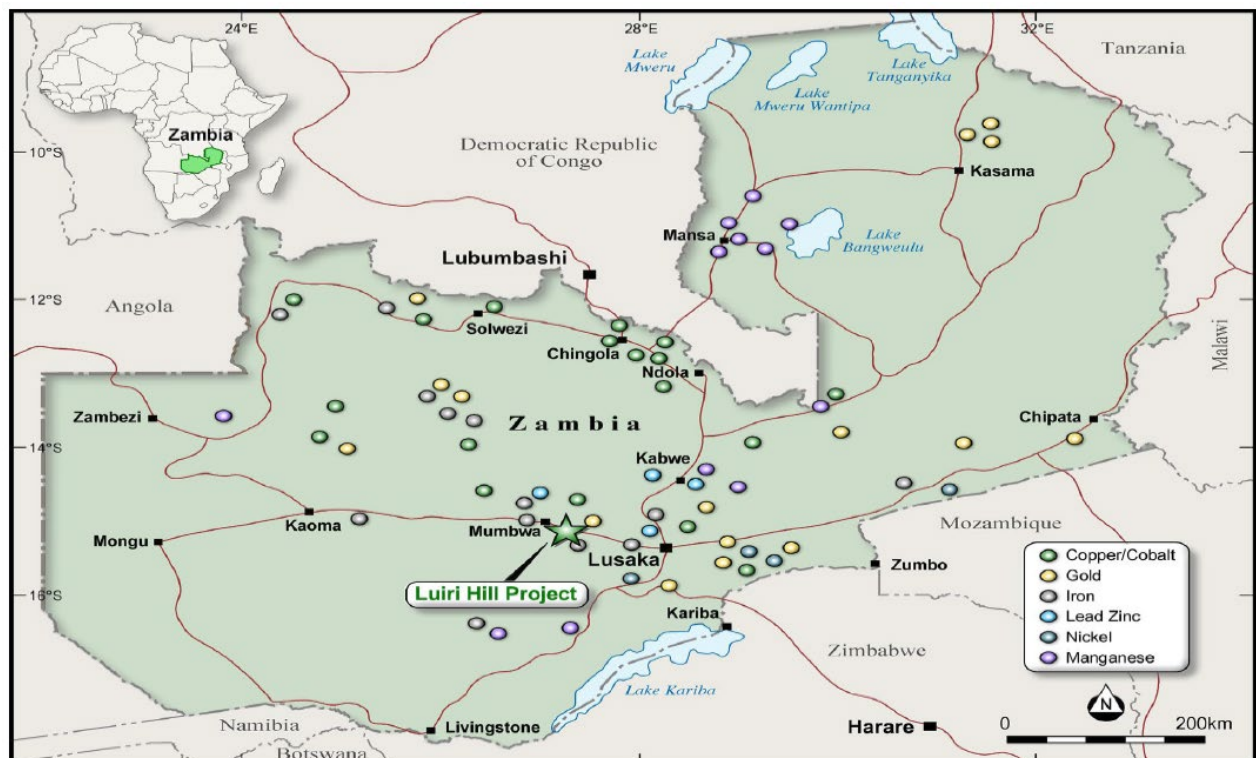 24°E
28°E
32°E
Lake
Mweru
Lake
Mweru Wantipa
Lake
Tanganyika
Tanzania
Zambia
10°S
Democratic Republic
of Congo
Kasama
Mansa
Lake
Bangweulu
Lubumbashi
12°S
Angola
Solwezi
Chingola
Ndola
Malawi
Zambezi
Zambia
Chipata
14°S
Kabwe
Kaoma
Mumbwa
Mongu
Lusaka
Mozambique
Zumbo
Luiri Hill Project
16°S
Kariba
Copper/Cobalt
Gold
Iron
Lead Zinc
Nickel
Manganese
Zimbabwe
Lake Kariba
Namibia
Livingstone
Botswana
Harare
N
0
200km